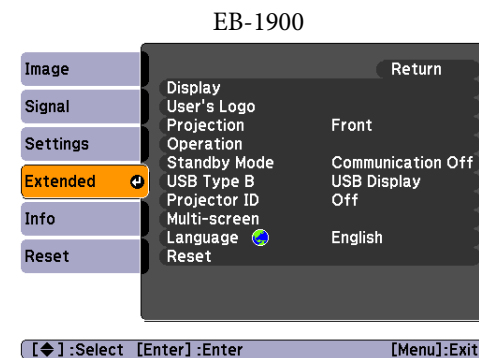 EB-1900
Image
Signal
Settings
Extended
Info
Reset
Return
Display
User's Logo
Projection Front
Operation
Standby Mode Communication Off
USB Type B USB Display
Projector ID Off
Multi-screen
Language English
Reset
[◆] :Select [Enter] :Enter [Menu]:Exit